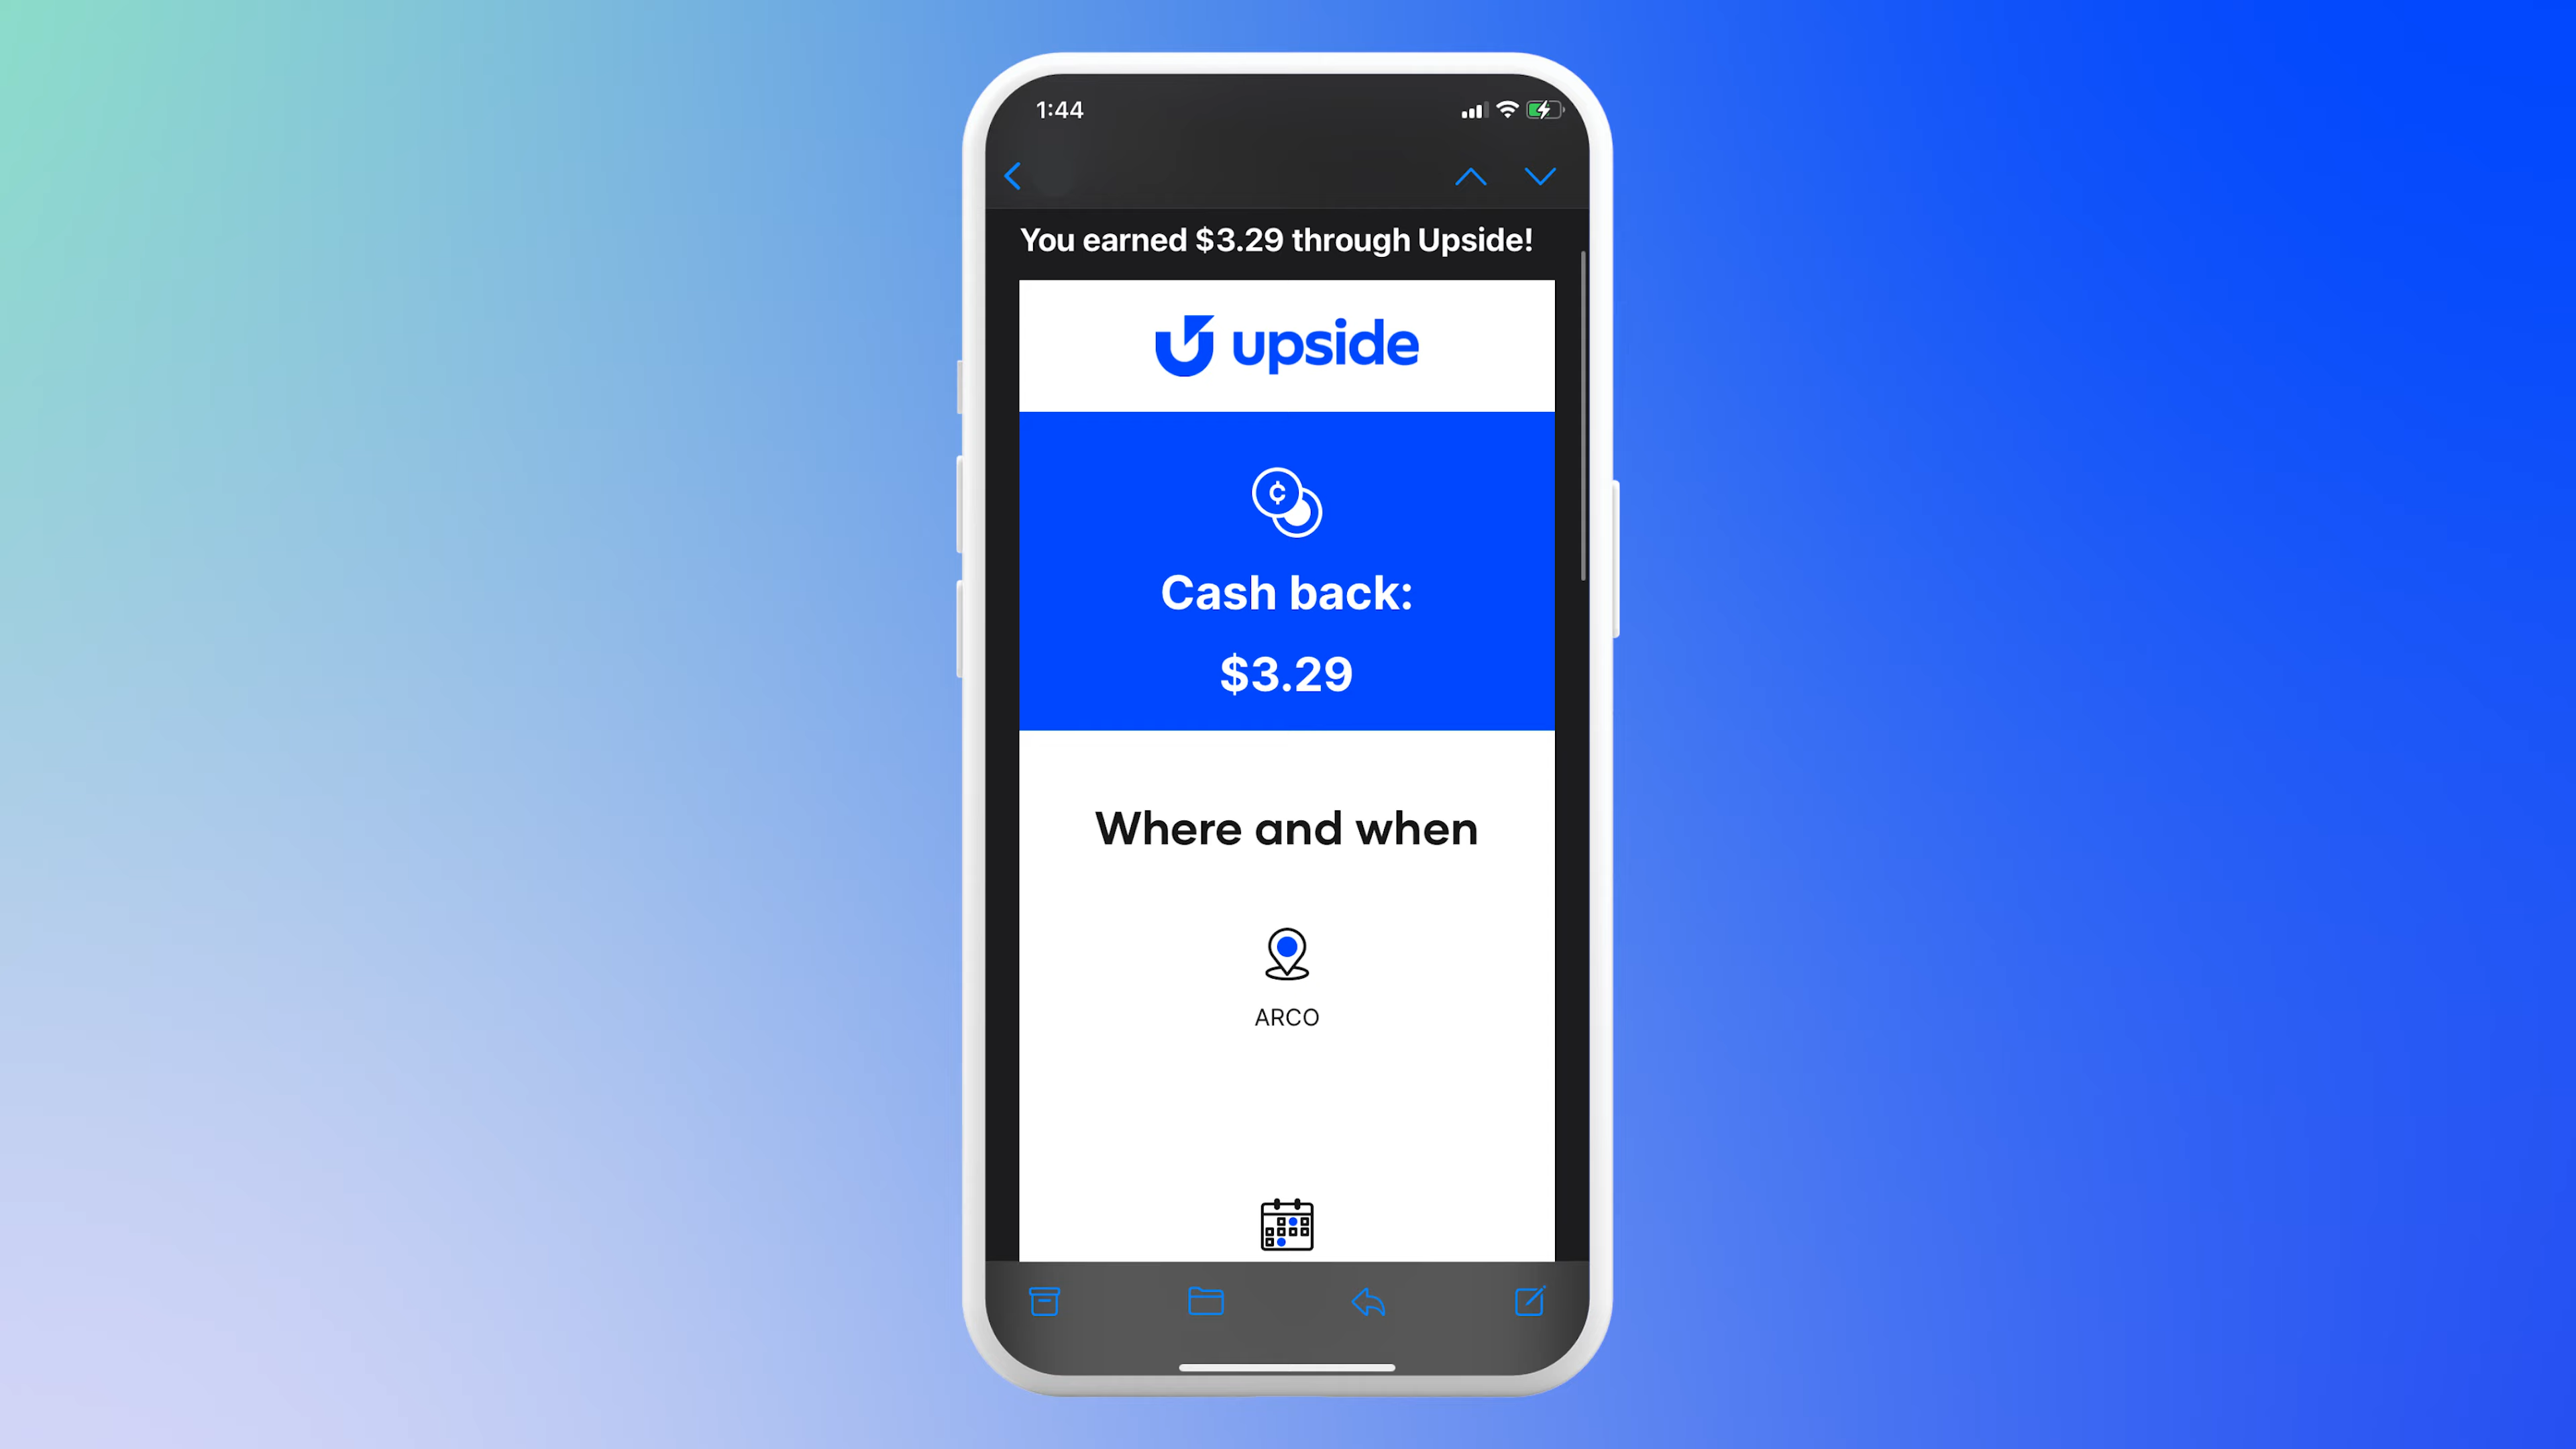 1:44
You earned $3.29 through Upside!
upside
¢
Cash back:
$3.29
Where and when
ARCO